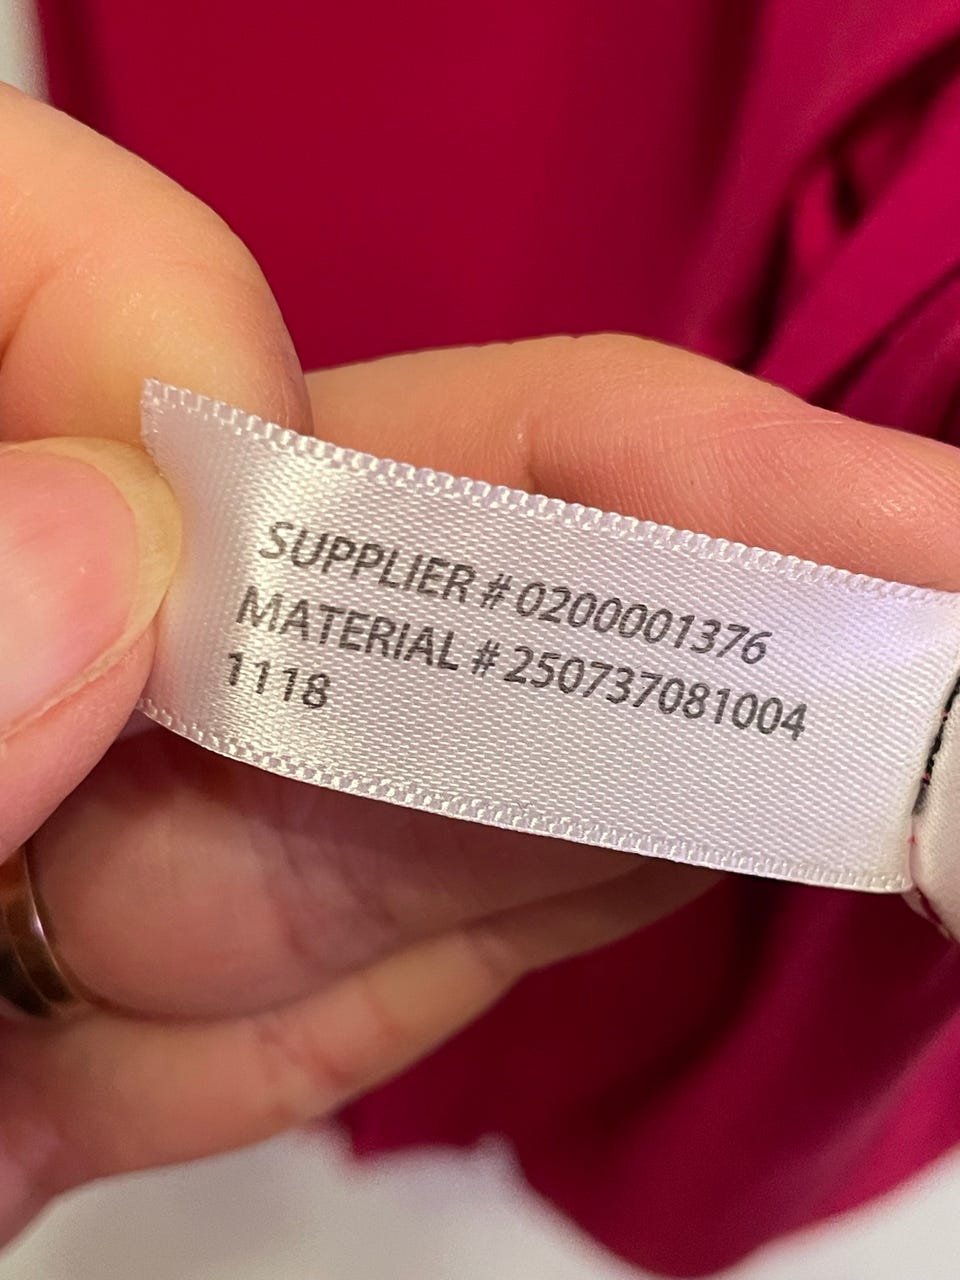 SUPPLIER # 0200001376
MATERIAL # 250737081004
1118